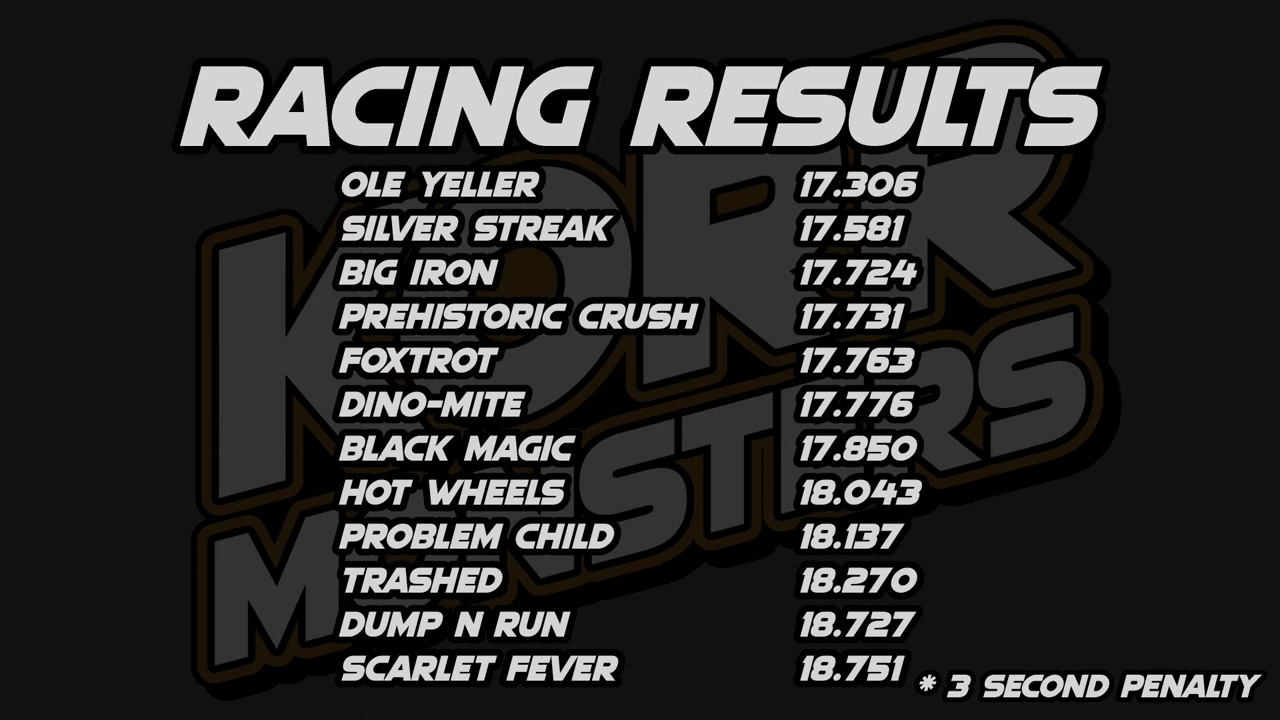 RACING RESULTS
OLE YELLER 17.306
SILVER STREAK 17.581
BIG IRON 17.724
PREHISTORIC CRUSH 17.731
FOXTROT 17.763
DINO-MITE 17.776
BLACK MAGIC 17.850
HOT WHEELS 18.043
PROBLEM CHILD 18.137
TRASHED 18.270
DUMP N RUN 18.727
SCARLET FEVER 18.751
* 3 SECOND PENALTY
KORR
MONSTERS